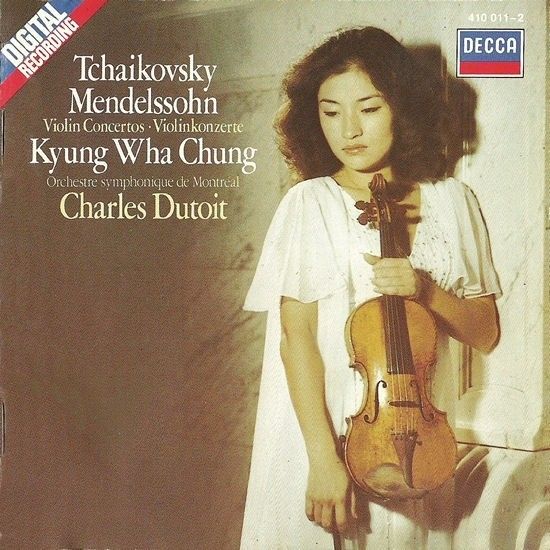 DIGITAL
RECORDING
410 011-2
DECCA
Tchaikovsky
Mendelssohn
Violin Concertos · Violinkonzerte
Kyung Wha Chung
Orchestre symphonique de Montréal
Charles Dutoit